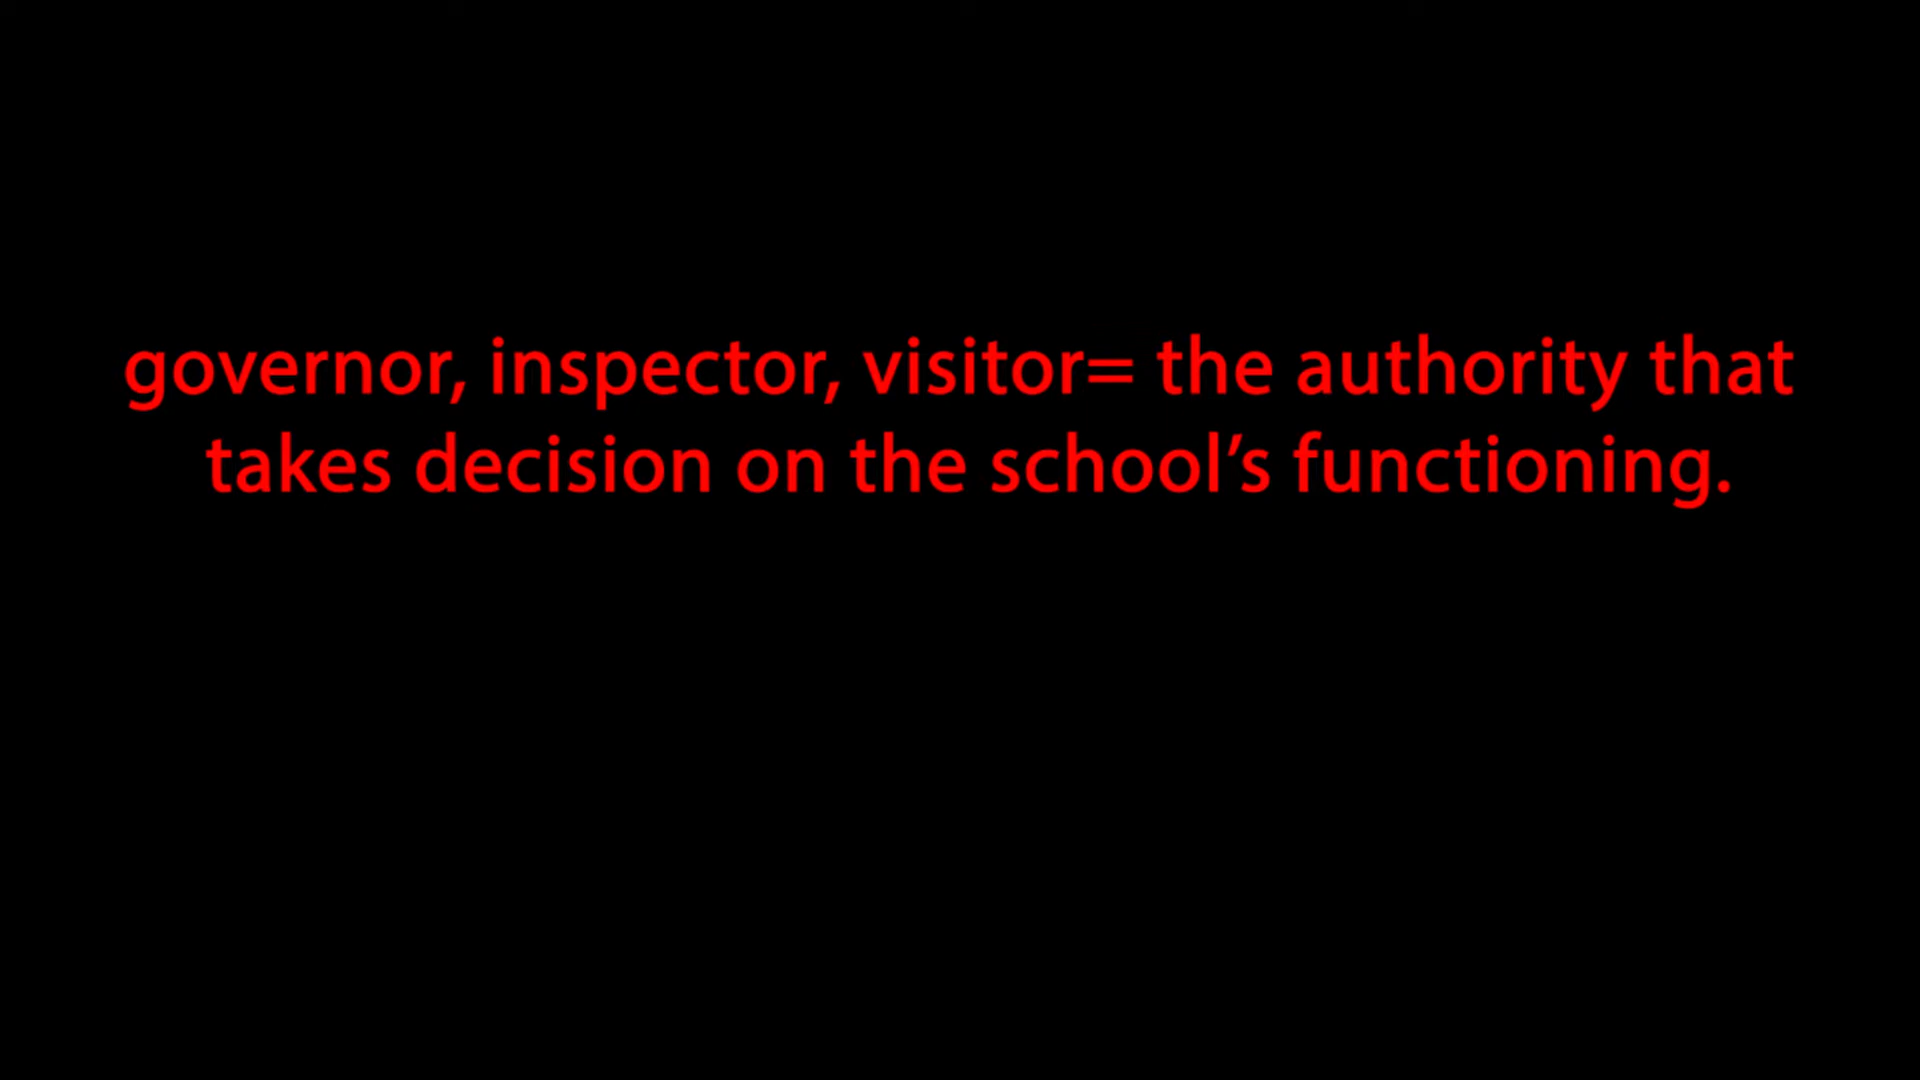 governor, inspector, visitor= the authority that
takes decision on the school’s functioning.